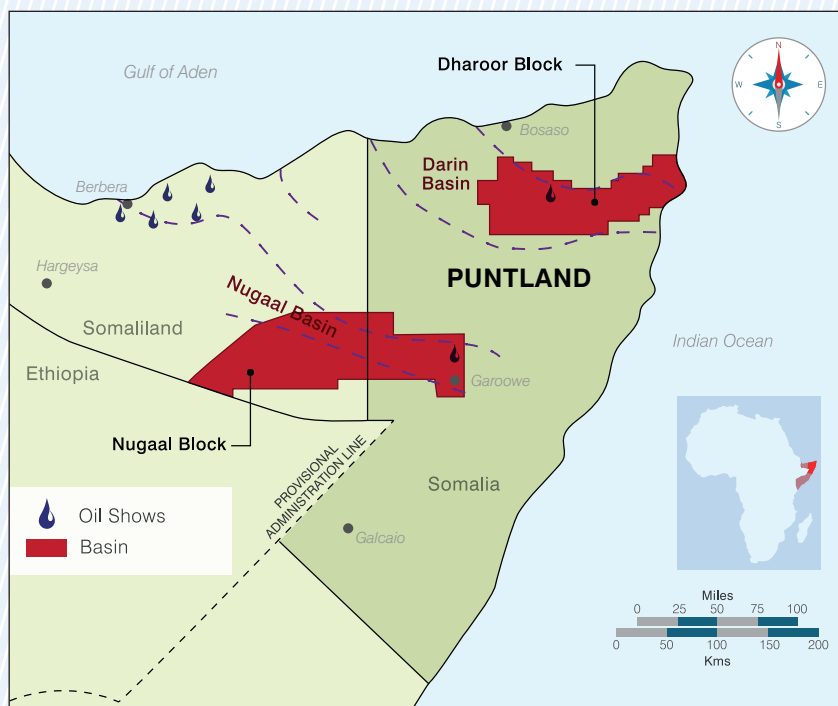 Gulf of Aden
Dharoor Block
N
W
E
S
Bosaso
Darin
Basin
Berbera
PUNTLAND
Hargeysa
Nugaal Basin
Somaliland
Indian Ocean
Ethiopia
Garoowe
Nugaal Block
PROVISIONAL
ADMINISTRATION LINE
Somalia
Galcaio
Oil Shows
Basin
Miles
0 25 50 75 100
0 50 100 150 200
Kms